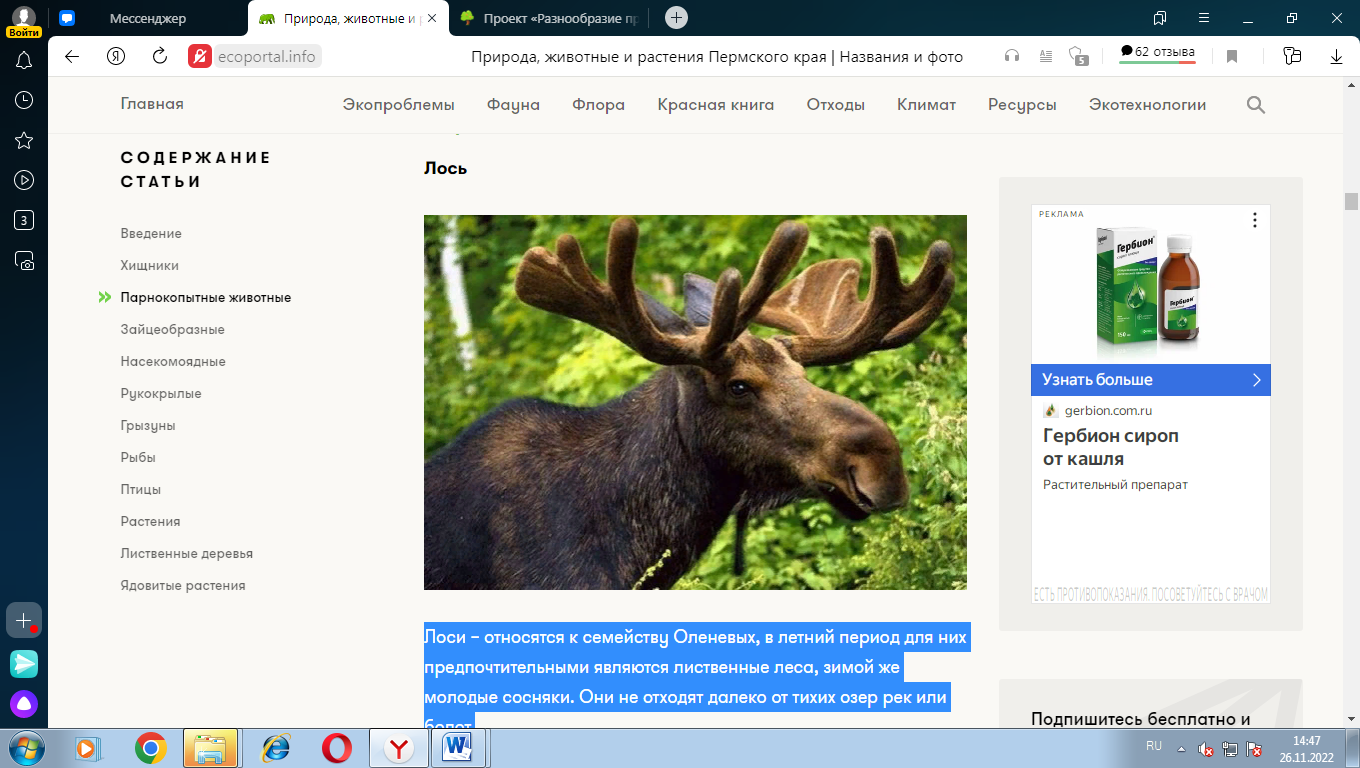 Мессенджер
Природа, животные и р
Проект «Разнообразие пр
Войти
ecoportal.info
Природа, животные и растения Пермского края | Названия и фото
5
62 отзыва
Главная
Экопроблемы
Фауна
Флора
Красная книга
Отходы
Климат
Ресурсы
Экотехнологии
3
СОДЕРЖАНИЕ
СТАТЬИ
Введение
Хищники
Парнокопытные животные
Зайцеобразные
Насекомоядные
Рукокрылые
Грызуны
Рыбы
Птицы
Растения
Лиственные деревья
Ядовитые растения
Лось
Лоси – относятся к семейству Оленевых, в летний период для них
предпочтительными являются лиственные леса, зимой же
молодые сосняки. Они не отходят далеко от тихих озер рек или
болот.
РЕКЛАМА
Гербион
Гербион
150 мл
Узнать больше
gerbion.com.ru
Гербион сироп
от кашля
Растительный препарат
ЕСТЬ ПРОТИВОПОКАЗАНИЯ. ПОСОВЕТУЙТЕСЬ С ВРАЧОМ
Подпишитесь бесплатно и
RU
14:47
26.11.2022